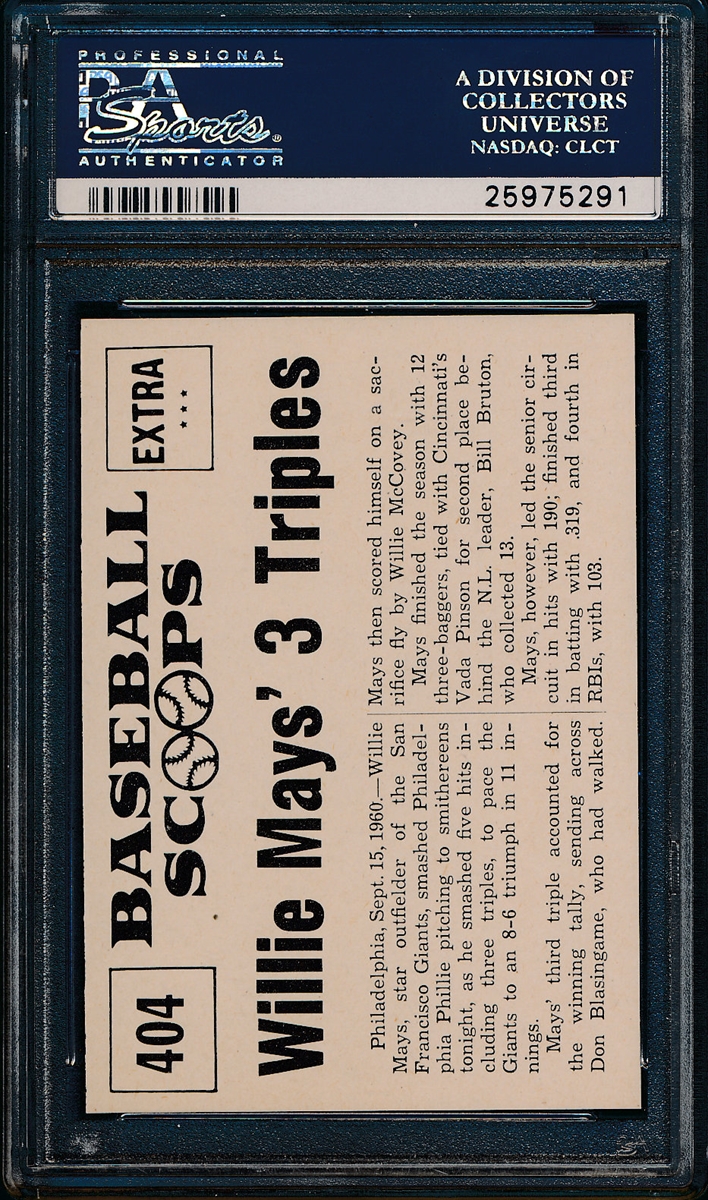 PROFESSIONAL
PSA
Sports®
AUTHENTICATOR
A DIVISION OF
COLLECTORS
UNIVERSE
NASDAQ: CLCT
25975291
404
BASEBALL
SCOOPS
EXTRA
★ ★ ★
Willie Mays' 3 Triples
Philadelphia, Sept. 15, 1960.—Willie
Mays, star outfielder of the San
Francisco Giants, smashed Philadel-
phia Phillie pitching to smithereens
tonight, as he smashed five hits in-
cluding three triples, to pace the
Giants to an 8-6 triumph in 11 in-
nings.
Mays' third triple accounted for
the winning tally, sending across
Don Blasingame, who had walked.
Mays then scored himself on a sac-
rifice fly by Willie McCovey.
Mays finished the season with 12
three-baggers, tied with Cincinnati's
Vada Pinson for second place be-
hind the N.L. leader, Bill Bruton,
who collected 13.
Mays, however, led the senior cir-
cuit in hits with 190; finished third
in batting with .319, and fourth in
RBIs, with 103.